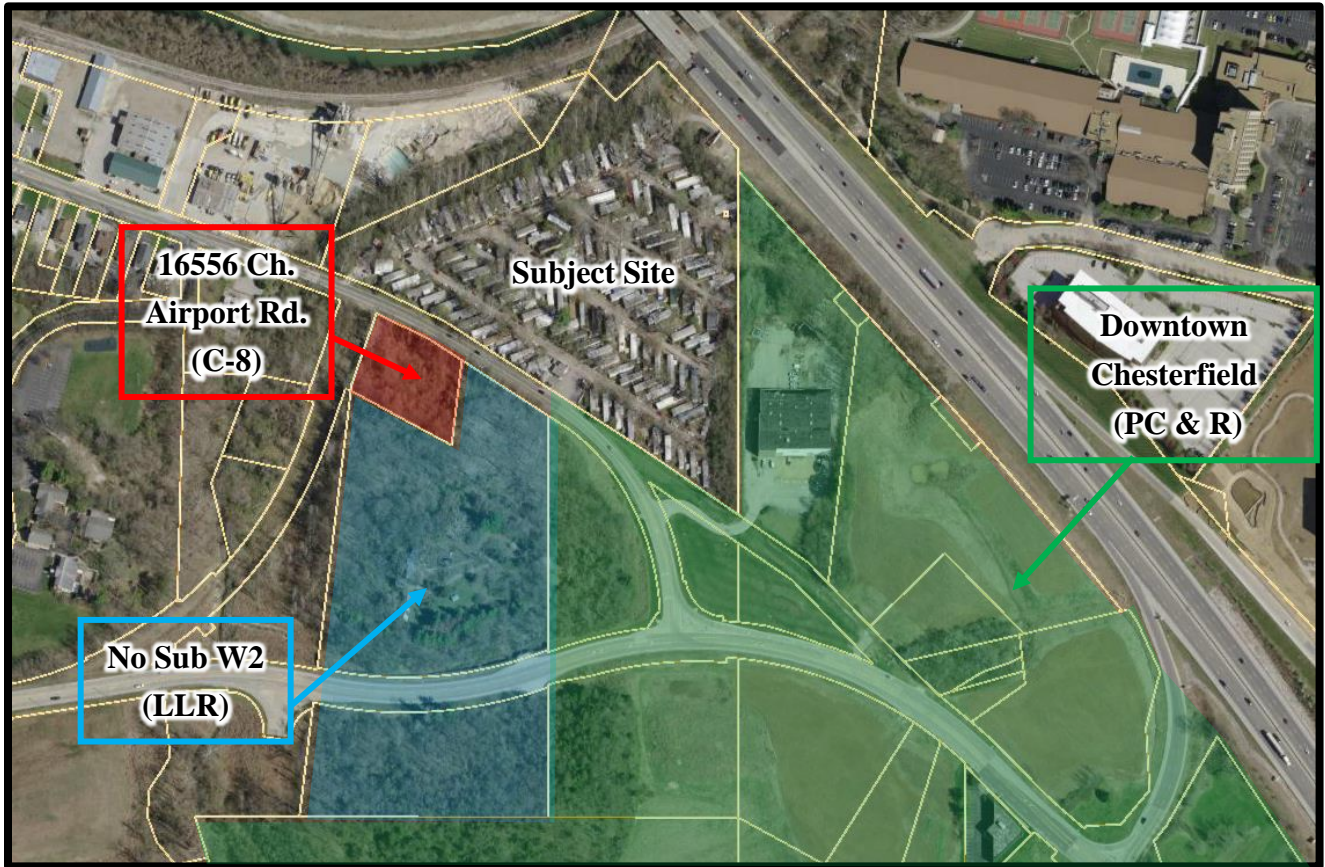 Subject Site
16556 Ch.
Airport Rd.
(C-8)
Downtown
Chesterfield
(PC & R)
No Sub W2
(LLR)